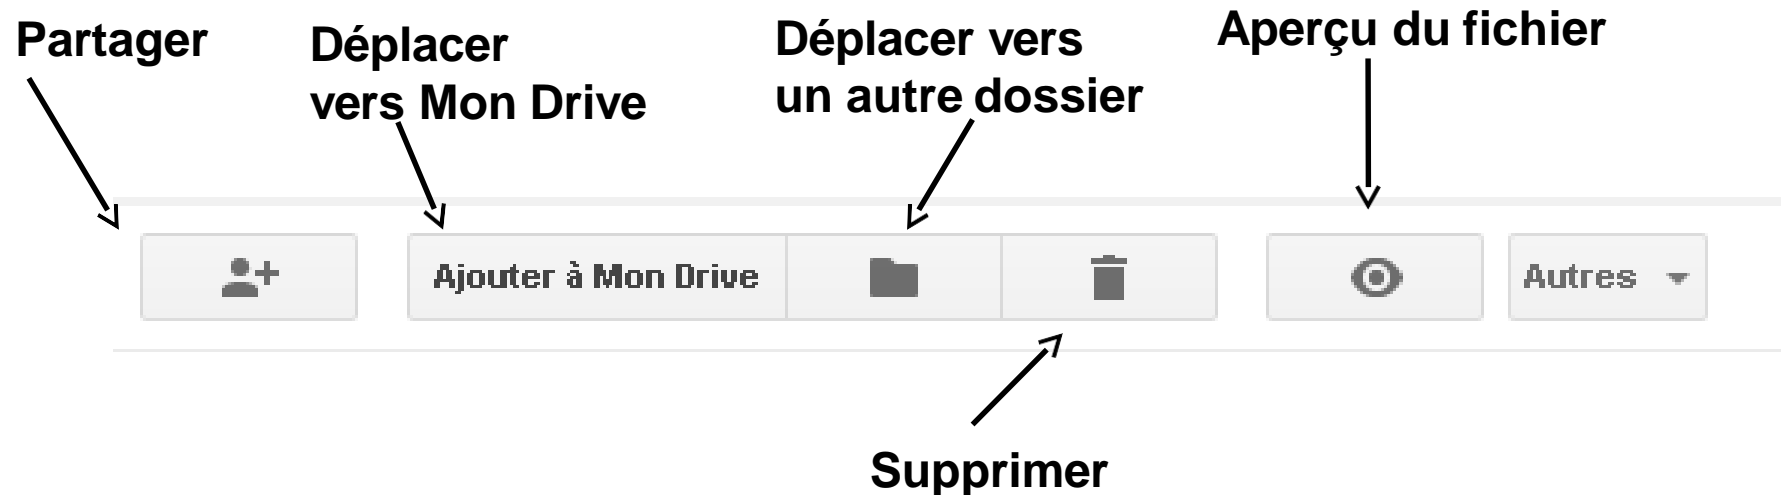 Partager
Déplacer
vers Mon Drive
Déplacer vers
un autre dossier
Aperçu du fichier
Ajouter à Mon Drive
Autres
Supprimer